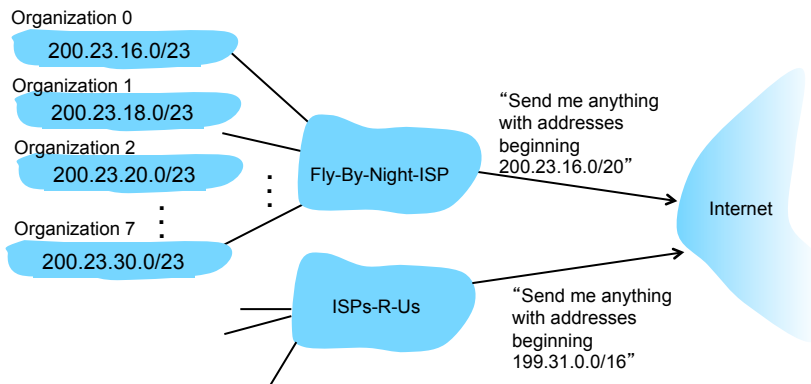 Organization 0
200.23.16.0/23
Organization 1
200.23.18.0/23
Organization 2
200.23.20.0/23
Organization 7
200.23.30.0/23
Fly-By-Night-ISP
“Send me anything
with addresses
beginning
200.23.16.0/20”
ISPs-R-Us
“Send me anything
with addresses
beginning
199.31.0.0/16”
Internet